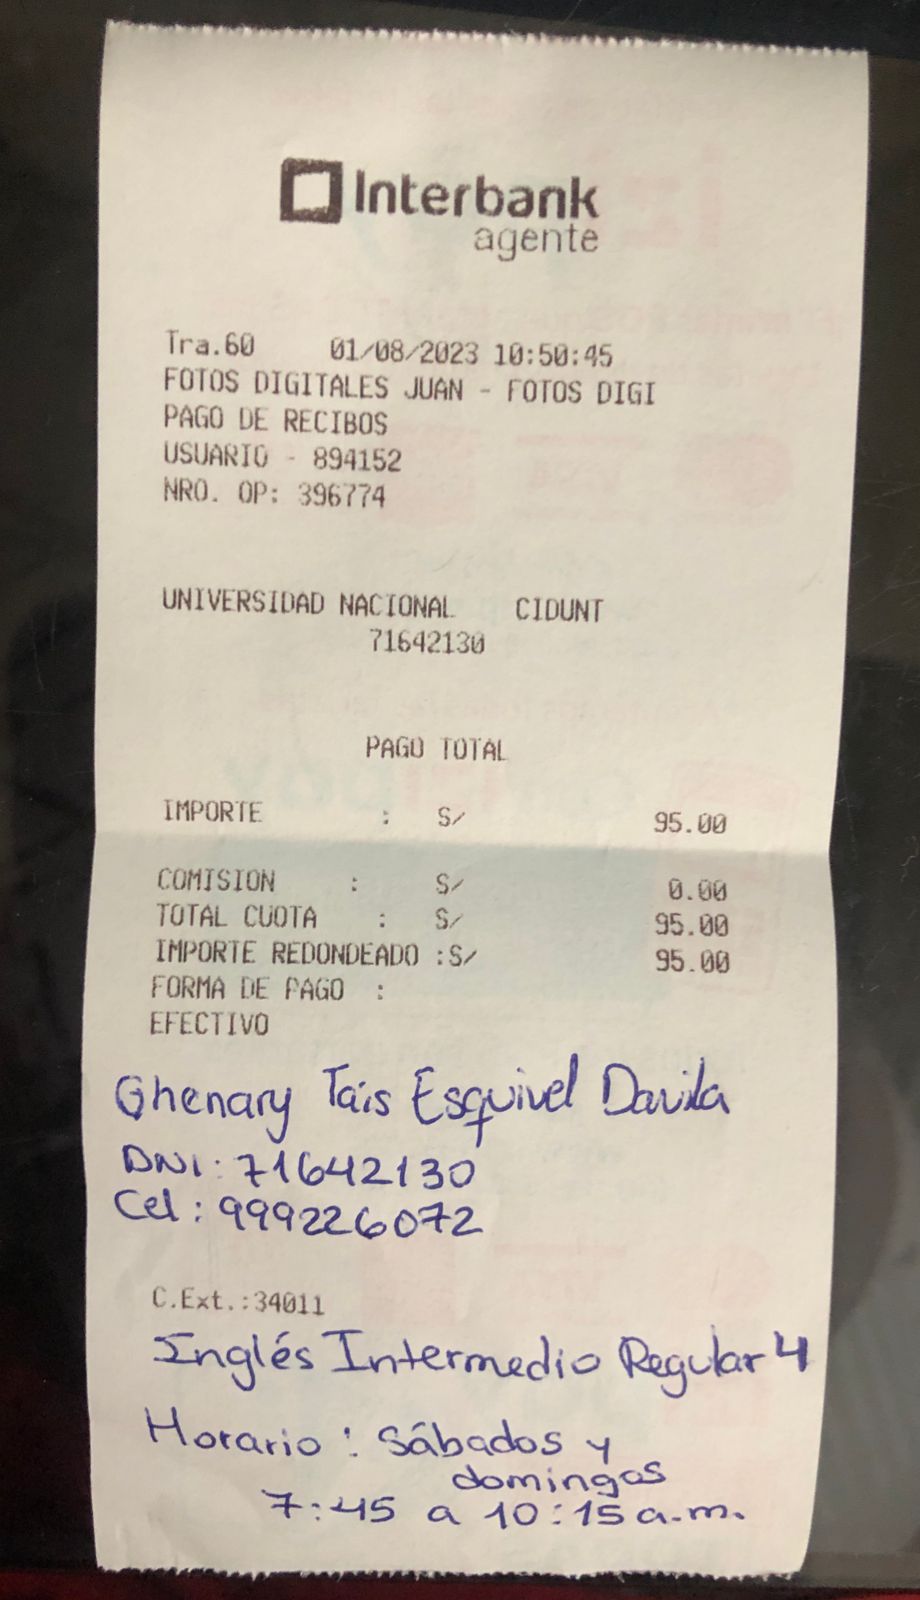 Interbank
agente
Tra.60 01/08/2023 10:50:45
FOTOS DIGITALES JUAN - FOTOS DIGI
PAGO DE RECIBOS
USUARIO - 894152
NRO. OP: 396774
UNIVERSIDAD NACIONAL CIDUNT
71642130
PAGO TOTAL
IMPORTE : S/ 95.00
COMISION : S/ 0.00
TOTAL CUOTA : S/ 95.00
IMPORTE REDONDEADO :S/ 95.00
FORMA DE PAGO :
EFECTIVO
Ghenary Tais Esquivel Davila
DNI: 71642130
Cel: 999226072
C.Ext.:34011
Inglés Intermedio Regular 4
Horario : Sábados y
domingos
7:45 a 10:15 a.m.